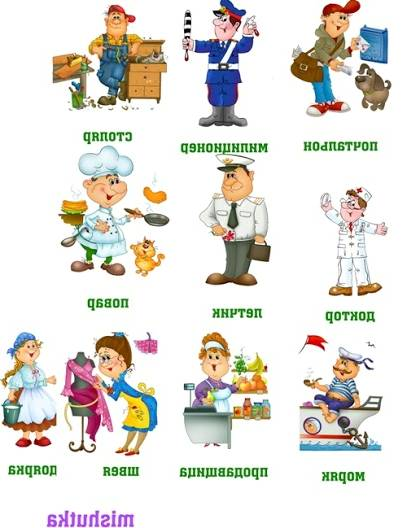 столяр милиционер почтальон
повар летчик доктор
доярка швея продавщица моряк
mishutka